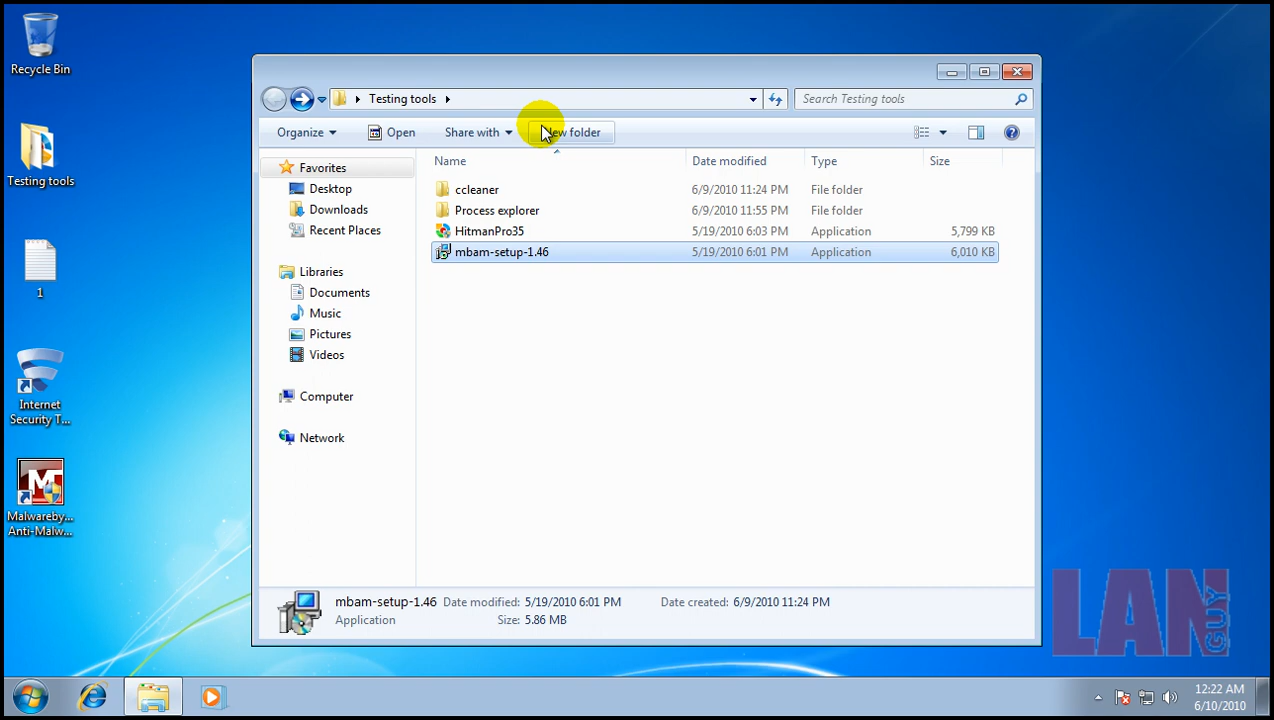 Recycle Bin
Testing tools
1
Internet
Security T...
Malwareby...
Anti-Malw...
Testing tools
Search Testing tools
Organize
Open
Share with
New folder
Favorites
Desktop
Downloads
Recent Places
Libraries
Documents
Music
Pictures
Videos
Computer
Network
Name Date modified Type Size
ccleaner 6/9/2010 11:24 PM File folder
Process explorer 6/9/2010 11:55 PM File folder
HitmanPro35 5/19/2010 6:03 PM Application 5,799 KB
mbam-setup-1.46 5/19/2010 6:01 PM Application 6,010 KB
mbam-setup-1.46 Date modified: 5/19/2010 6:01 PM Date created: 6/9/2010 11:24 PM
Application Size: 5.86 MB
LAN GUY
12:22 AM
6/10/2010